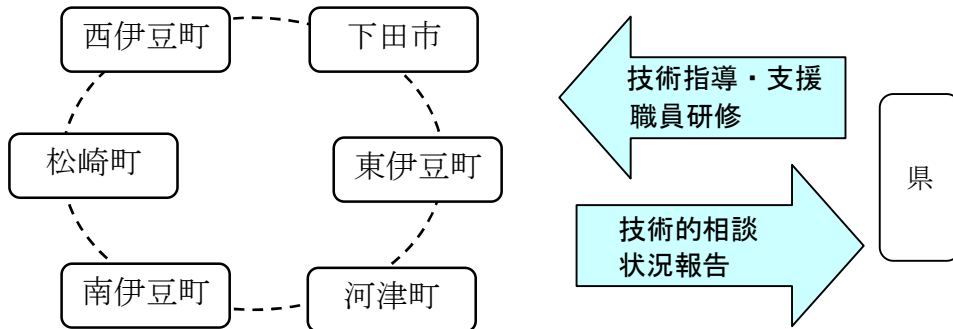 西伊豆町
下田市
技術指導・支援
職員研修
松崎町
東伊豆町
県
技術的相談
状況報告
南伊豆町
河津町